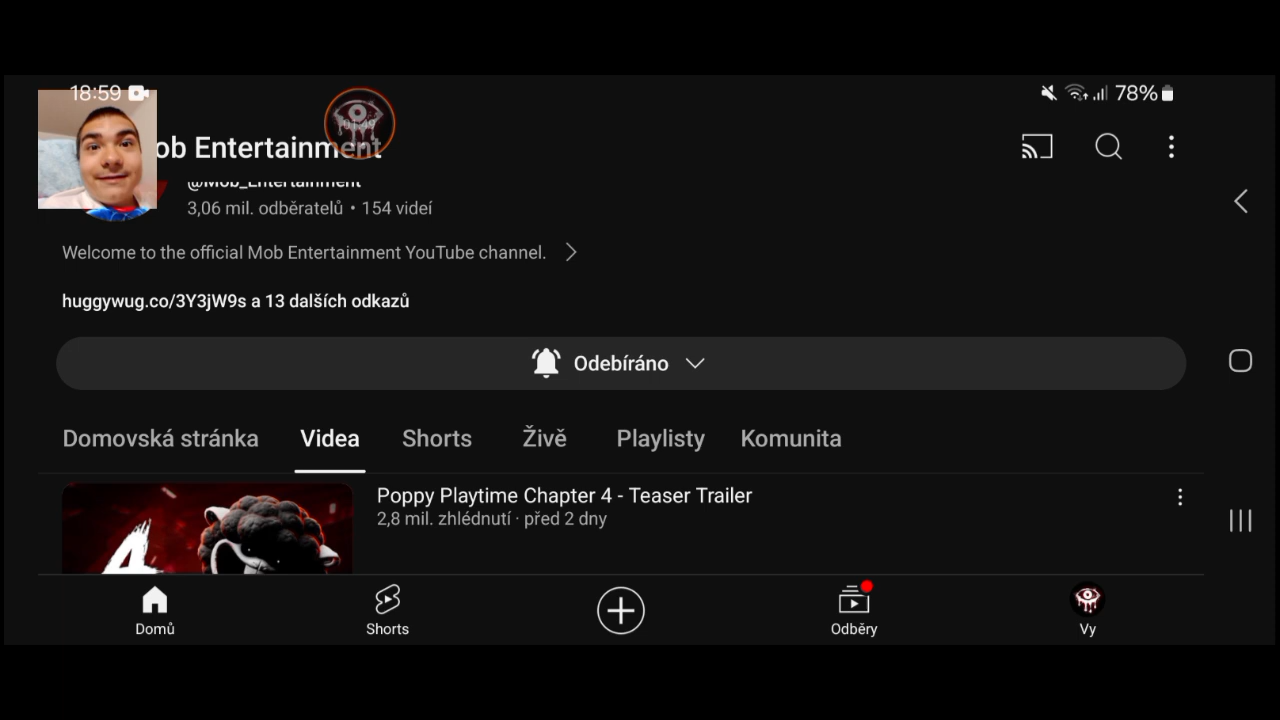 18:59
78%
ob Entertainment
@Mob_Entertainment
3,06 mil. odběratelů • 154 videí
Welcome to the official Mob Entertainment YouTube channel.
huggywug.co/3Y3jW9s a 13 dalších odkazů
Odebíráno
Domovská stránka Videa Shorts Živě Playlisty Komunita
Poppy Playtime Chapter 4 - Teaser Trailer
2,8 mil. zhlédnutí · před 2 dny
4
Domů Shorts Odběry Vy